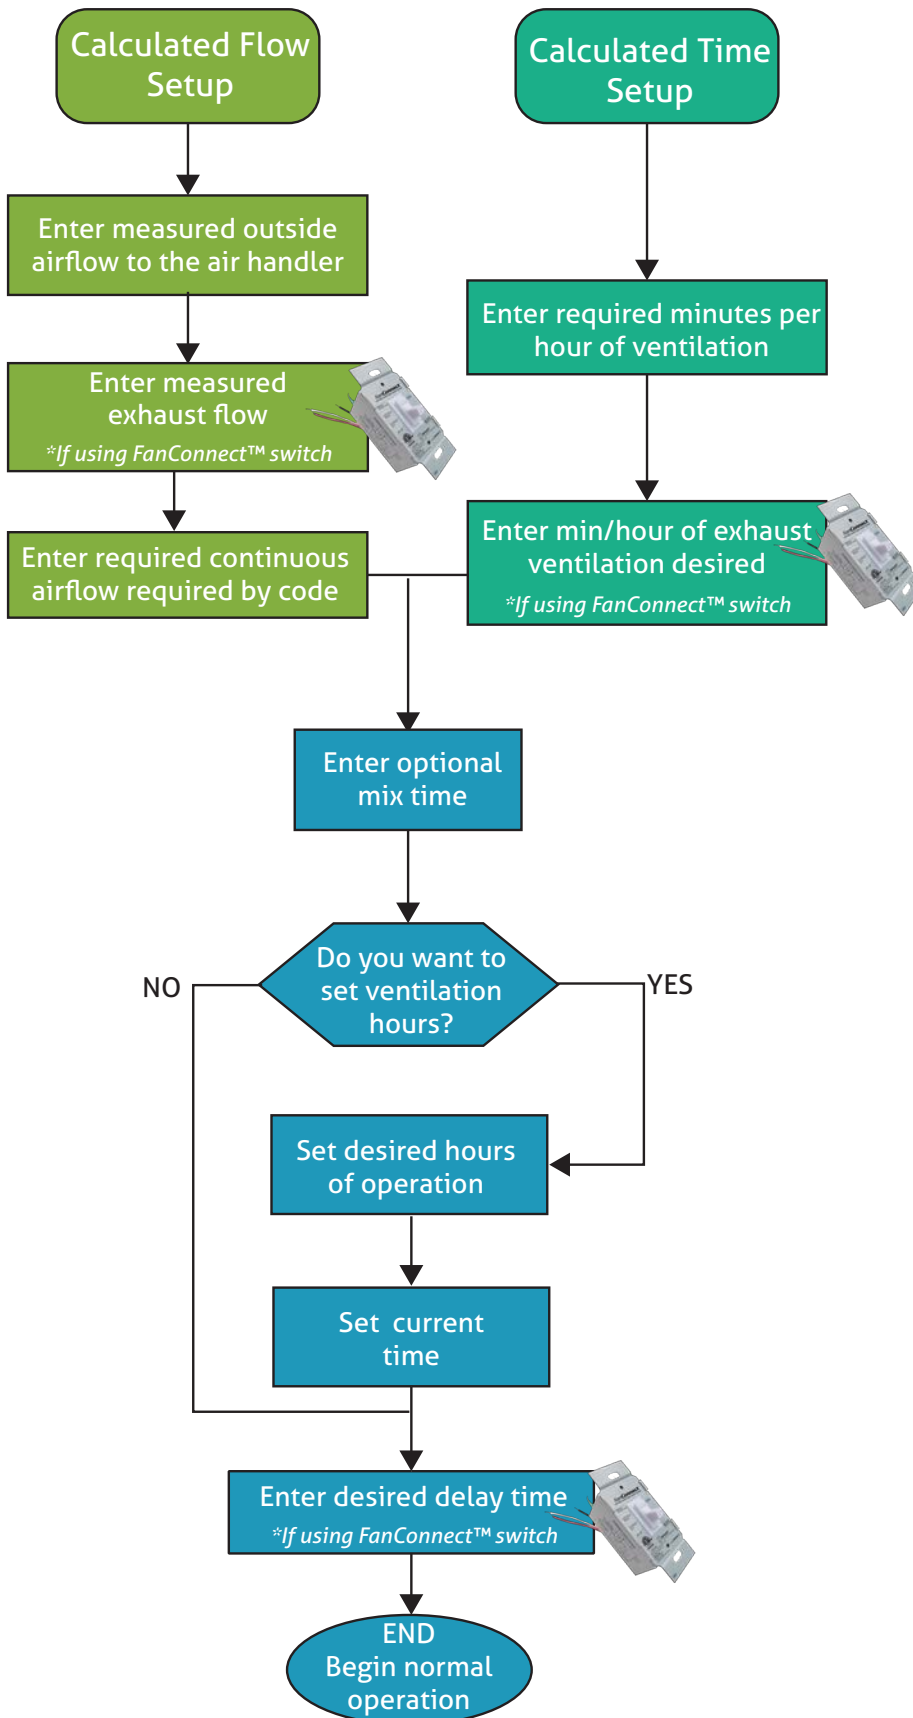 Calculated Flow
Setup
Calculated Time
Setup
Enter measured outside
airflow to the air handler
Enter required minutes per
hour of ventilation
Enter measured
exhaust flow
*If using FanConnect™ switch
Enter required continuous
airflow required by code
Enter min/hour of exhaust
ventilation desired
*If using FanConnect™ switch
Enter optional
mix time
Do you want to
set ventilation
hours?
NO
YES
Set desired hours
of operation
Set current
time
Enter desired delay time
*If using FanConnect™ switch
END
Begin normal
operation